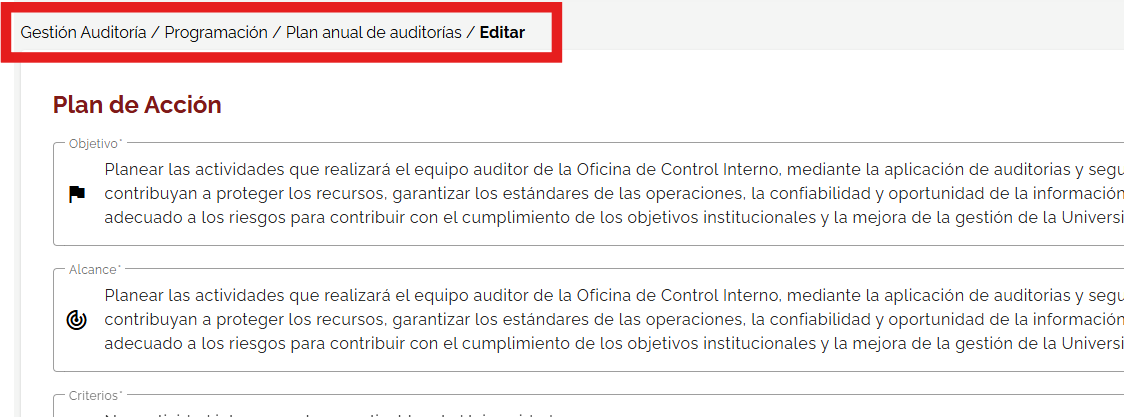 Gestión Auditoría / Programación / Plan anual de auditorías / Editar
Plan de Acción
Objetivo*
Planear las actividades que realizará el equipo auditor de la Oficina de Control Interno, mediante la aplicación de auditorias y segu
contribuyan a proteger los recursos, garantizar los estándares de las operaciones, la confiabilidad y oportunidad de la información
adecuado a los riesgos para contribuir con el cumplimiento de los objetivos institucionales y la mejora de la gestión de la Universi
Alcance*
Planear las actividades que realizará el equipo auditor de la Oficina de Control Interno, mediante la aplicación de auditorias y segu
contribuyan a proteger los recursos, garantizar los estándares de las operaciones, la confiabilidad y oportunidad de la información
adecuado a los riesgos para contribuir con el cumplimiento de los objetivos institucionales y la mejora de la gestión de la Universi
Criterios*